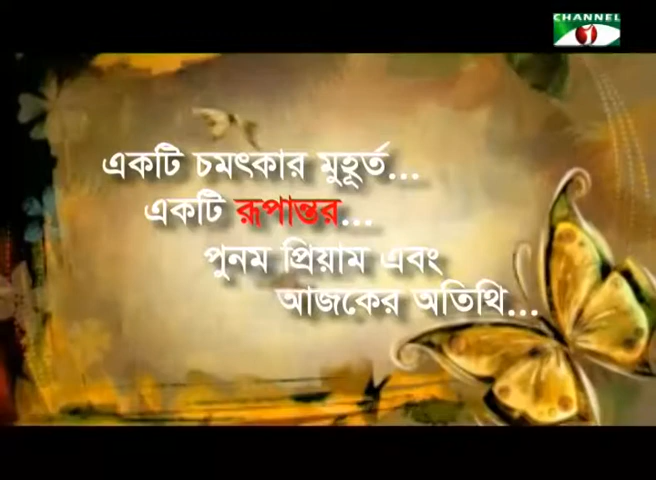 CHANNEL
একটি চমৎকার মুহূর্ত...
একটি রূপান্তর...
পুনম প্রিয়াম এবং
আজকের অতিথি...